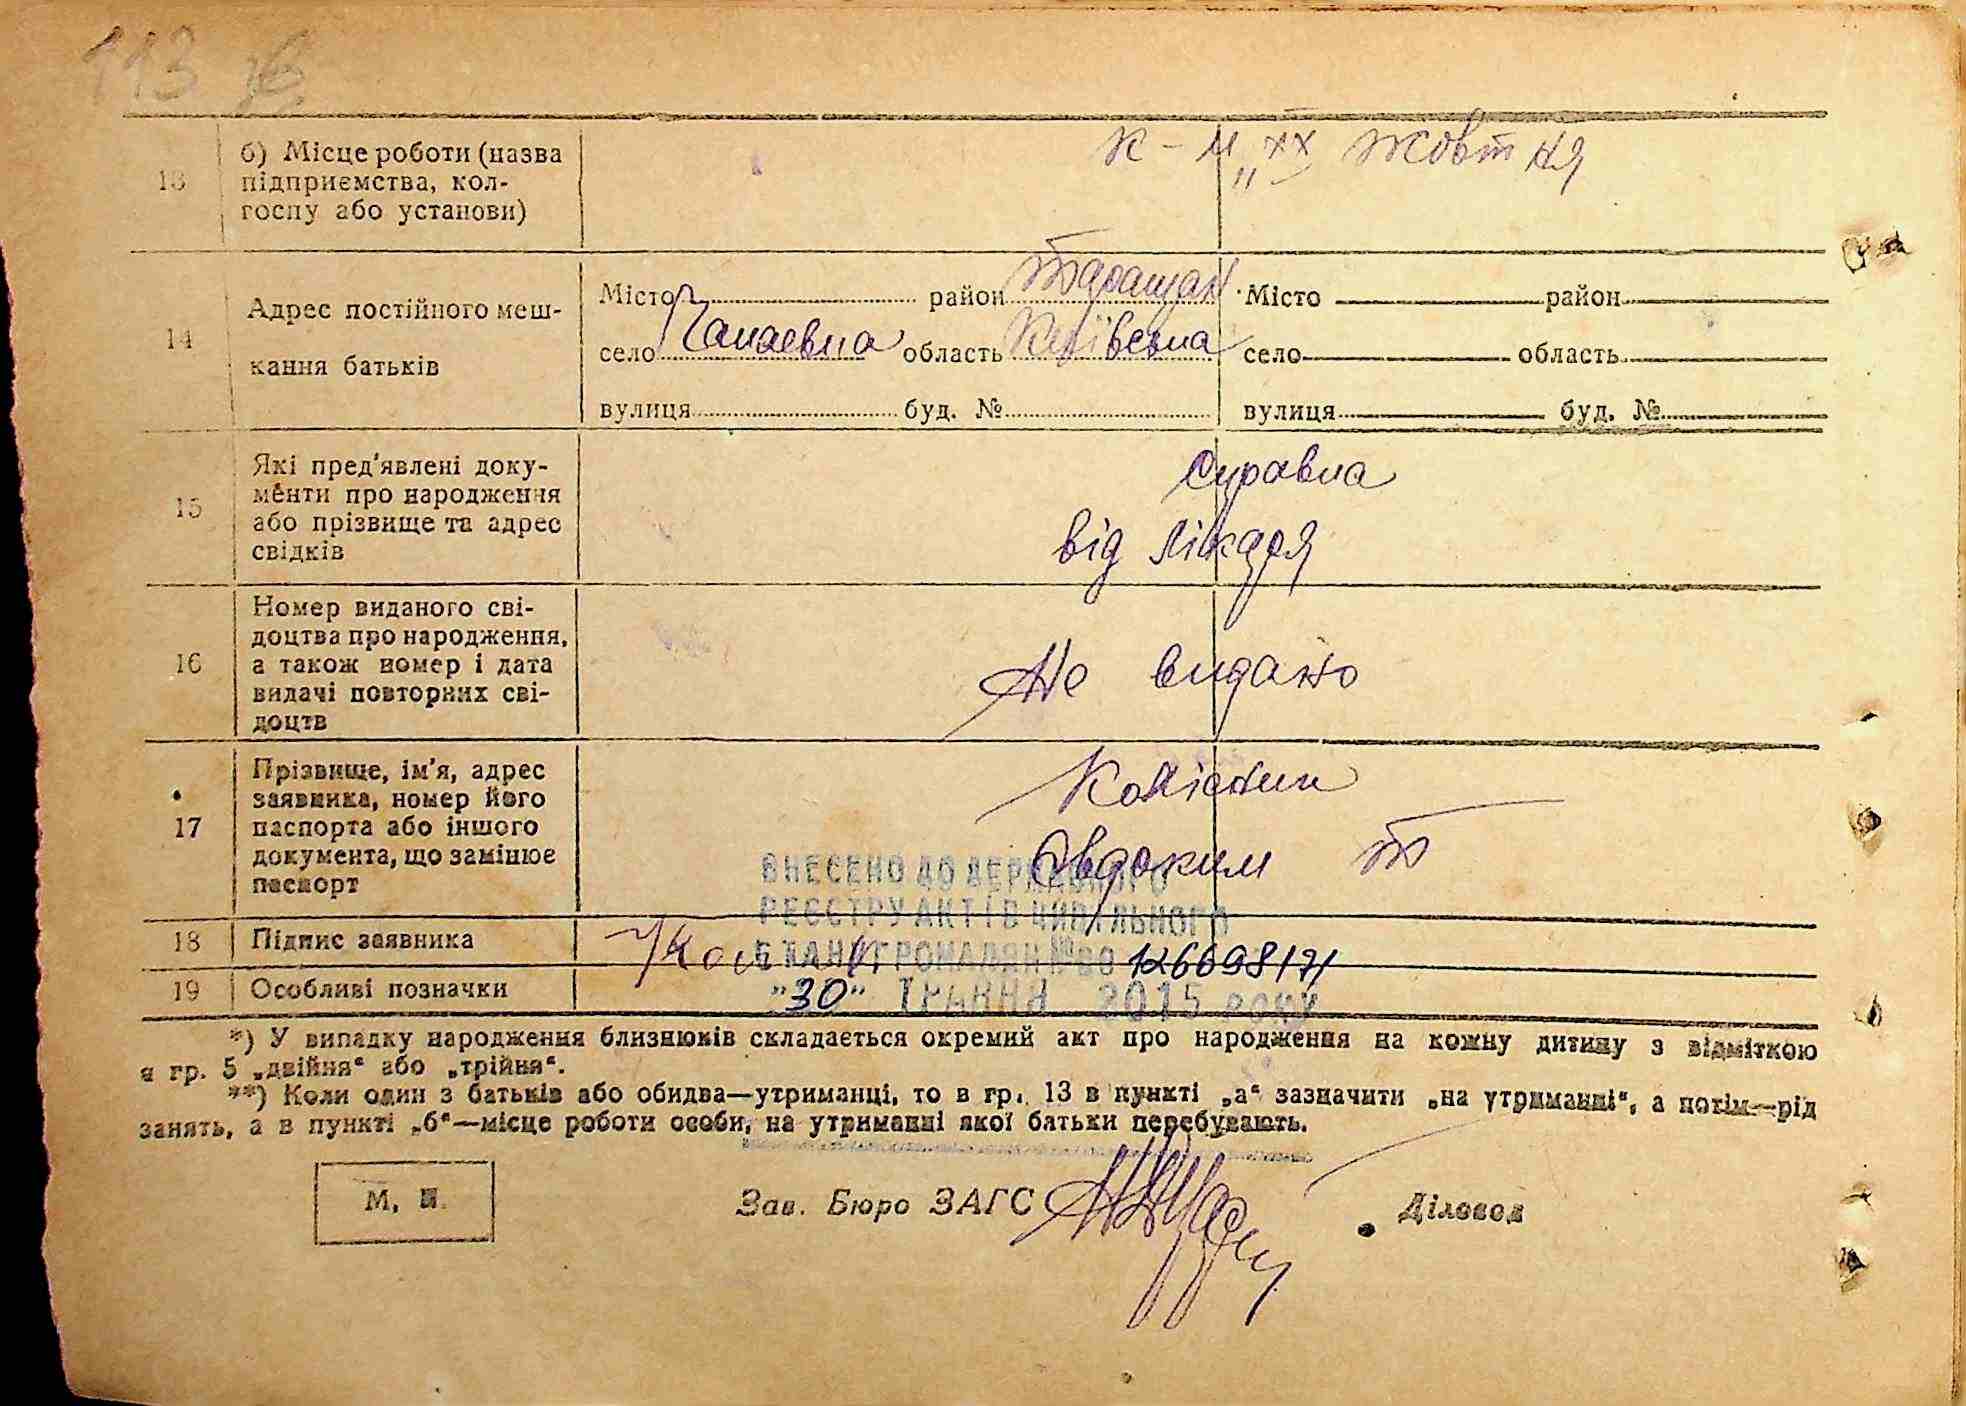 113 зв
13
б) Місце роботи (назва
підприємства, кол-
госпу або установи)
к-п „ХХ Жовтня
14
Адрес постійного меш-
кання батьків
Місто район Таращан
село Чапаевка область Київська
вулиця буд. №
Місто район
село область
вулиця буд. №
15
Які пред'явлені доку-
менти про народження
або прізвище та адрес
свідків
Справка
від лікаря
16
Номер виданого сві-
доцтва про народження,
а також номер і дата
видачі повторних сві-
доцтв
Не видано
17
Прізвище, ім'я, адрес
заявника, номер його
паспорта або іншого
документа, що замінює
паспорт
Овдоким Т
ВНЕСЕНО ДО ДЕРЖАВНОГО
РЕЄСТРУ АКТІВ ЦИВІЛЬНОГО
СТАНУ ГРОМАДЯН № 00 126698171
"30" ТРАВНЯ 2015 РОКУ
18 Підпис заявника
19 Особливі позначки
*) У випадку народження близнюків складається окремий акт про народження на кожну дитину з відміткою
в гр. 5 „двійня“ або „трійня“.
**) Коли один з батьків або обидва—утриманці, то в гр. 13 в пункті „а“ зазначити „на утриманні“, а потім—рід
занять, а в пункті „б“—місце роботи особи, на утриманні якої батьки перебувають.
М. П.
Зав. Бюро ЗАГС
Діловод